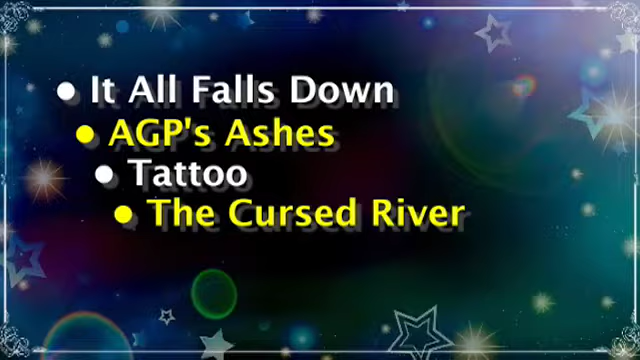 • It All Falls Down
• AGP's Ashes
• Tattoo
• The Cursed River